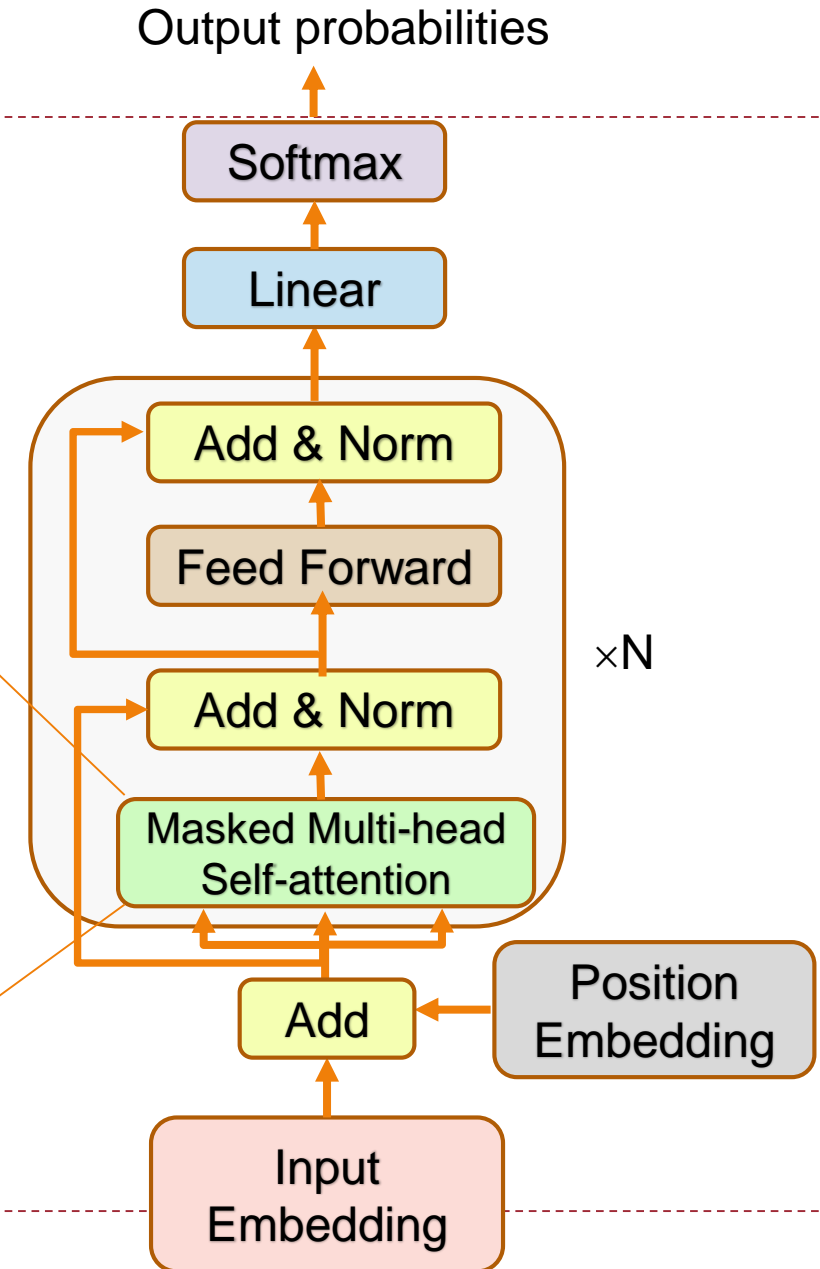 Output probabilities
Softmax
Linear
Add & Norm
Feed Forward
×N
Add & Norm
Masked Multi-head
Self-attention
Position
Embedding
Add
Input
Embedding